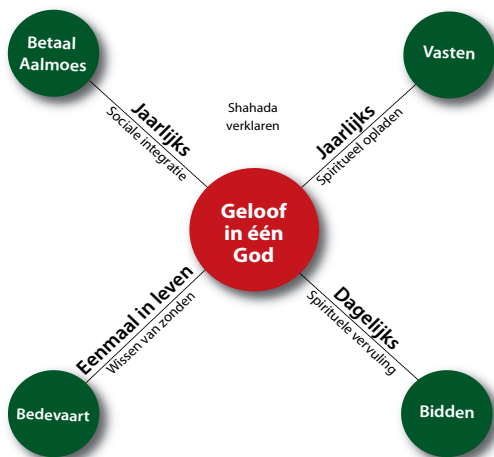 Betaal
Aalmoes
Vasten
Jaarlijks
Sociale integratie
Shahada
verklaren
Jaarlijks
Spiritueel opladen
Geloof
in één
God
Eenmaal in leven
Wissen van zonden
Dagelijks
Spirituele vervuling
Bedevaart
Bidden